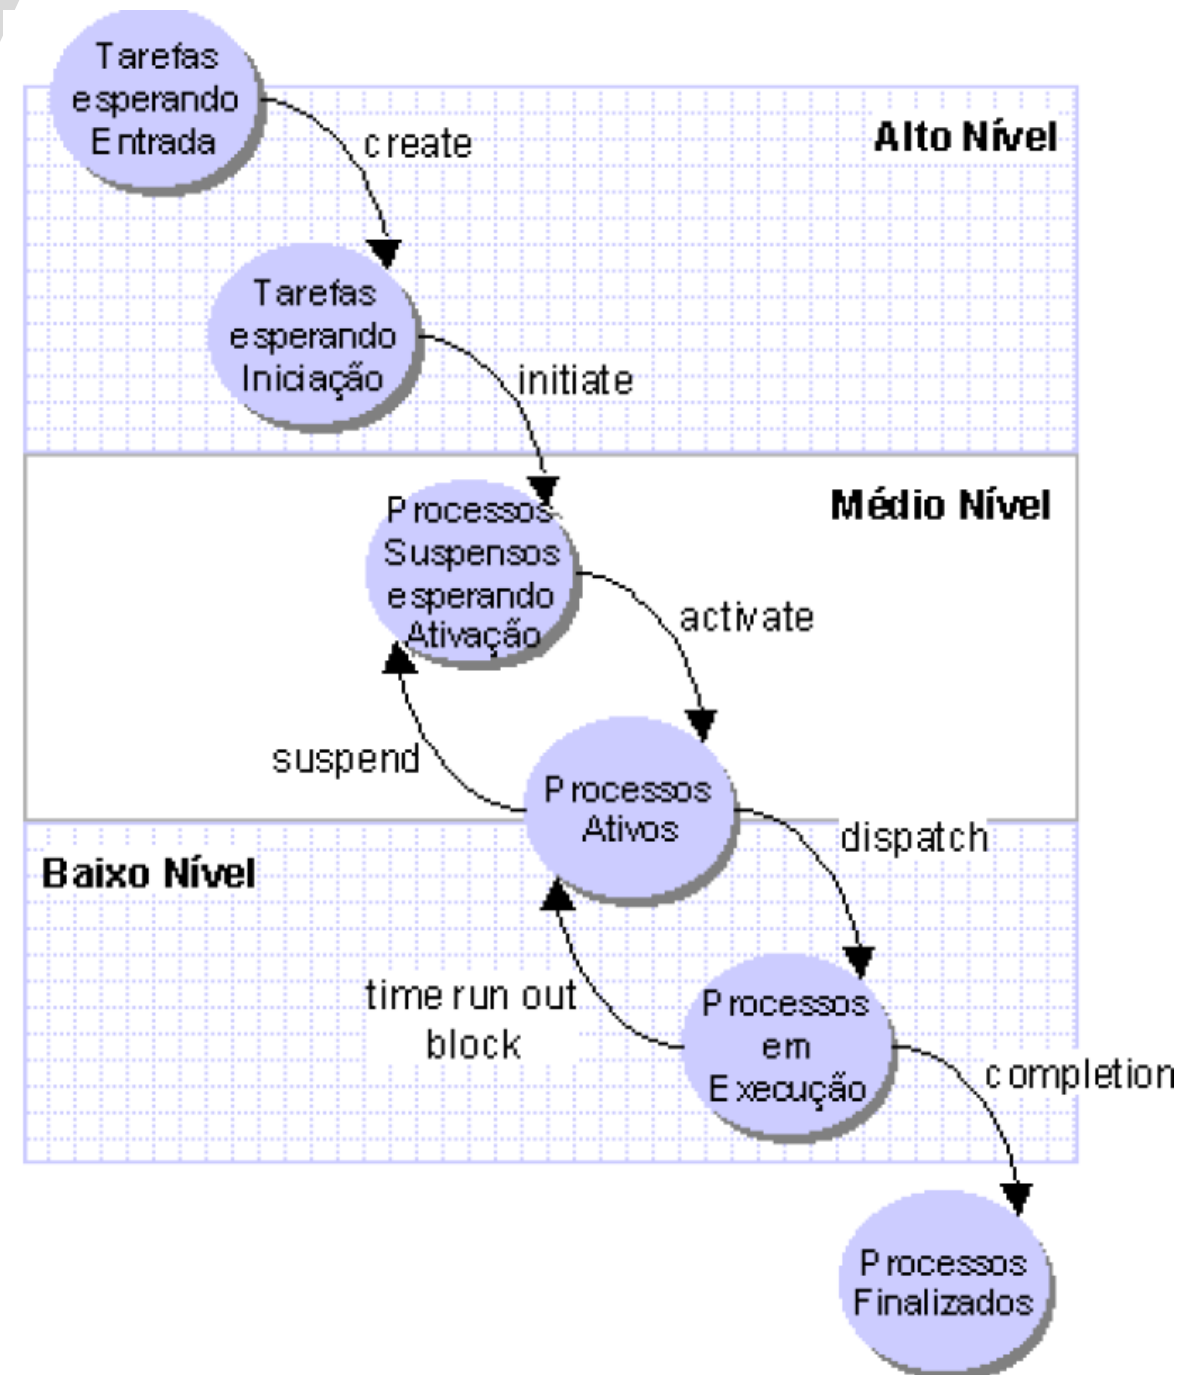 Tarefas
esperando
Entrada
create
Alto Nível
Tarefas
esperando
Iniciação
initiate
Médio Nível
Processos
Suspensos
esperando
Ativação
activate
suspend
Processos
Ativos
dispatch
Baixo Nível
time run out
block
Processos
em
Execução
completion
Processos
Finalizados